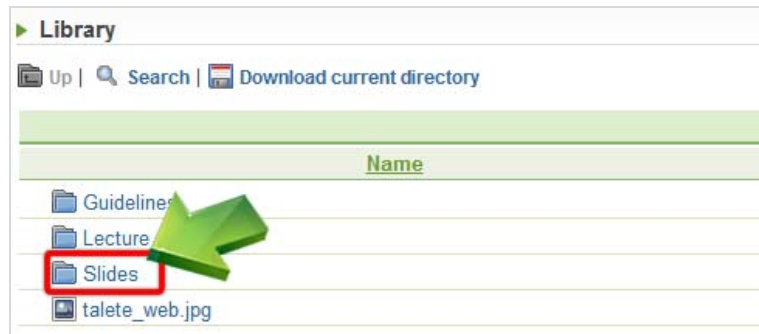 Library
Up | Search | Download current directory
Name
Guidelines
Lecture
Slides
talete_web.jpg